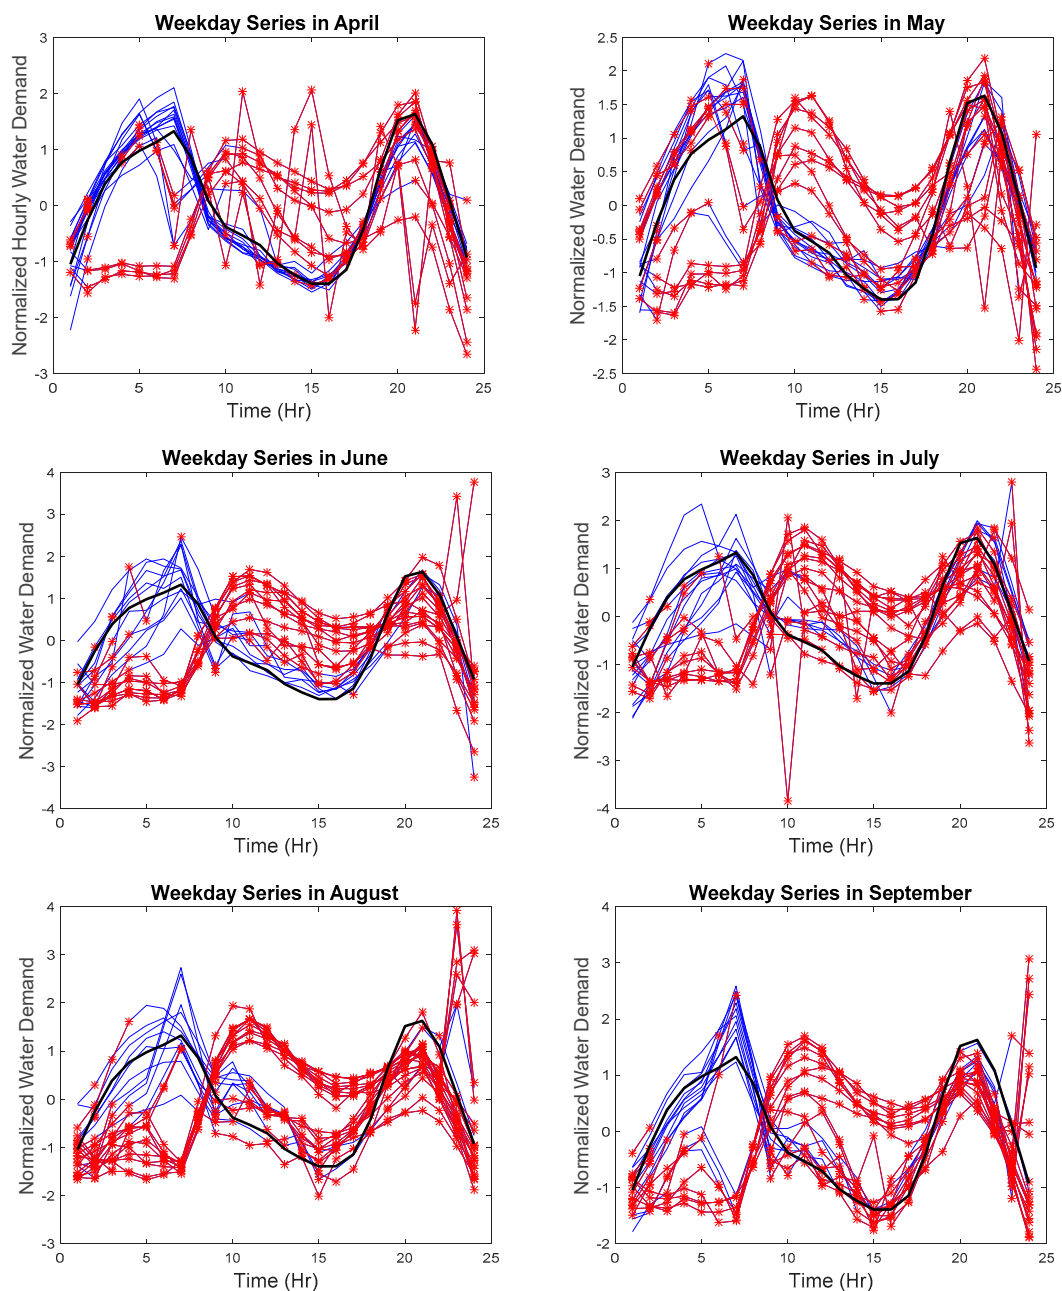 Weekday Series in April
Normalized Hourly Water Demand
3
2
1
0
-1
-2
-3
0 5 10 15 20 25
Time (Hr)
Weekday Series in May
Normalized Water Demand
2.5
2
1.5
1
0.5
0
-0.5
-1
-1.5
-2
-2.5
0 5 10 15 20 25
Time (Hr)
Weekday Series in June
Normalized Water Demand
4
3
2
1
0
-1
-2
-3
-4
0 5 10 15 20 25
Time (Hr)
Weekday Series in July
Normalized Water Demand
3
2
1
0
-1
-2
-3
-4
0 5 10 15 20 25
Time (Hr)
Weekday Series in August
Normalized Water Demand
4
3
2
1
0
-1
-2
-3
0 5 10 15 20 25
Time (Hr)
Weekday Series in September
Normalized Water Demand
4
3
2
1
0
-1
-2
0 5 10 15 20 25
Time (Hr)